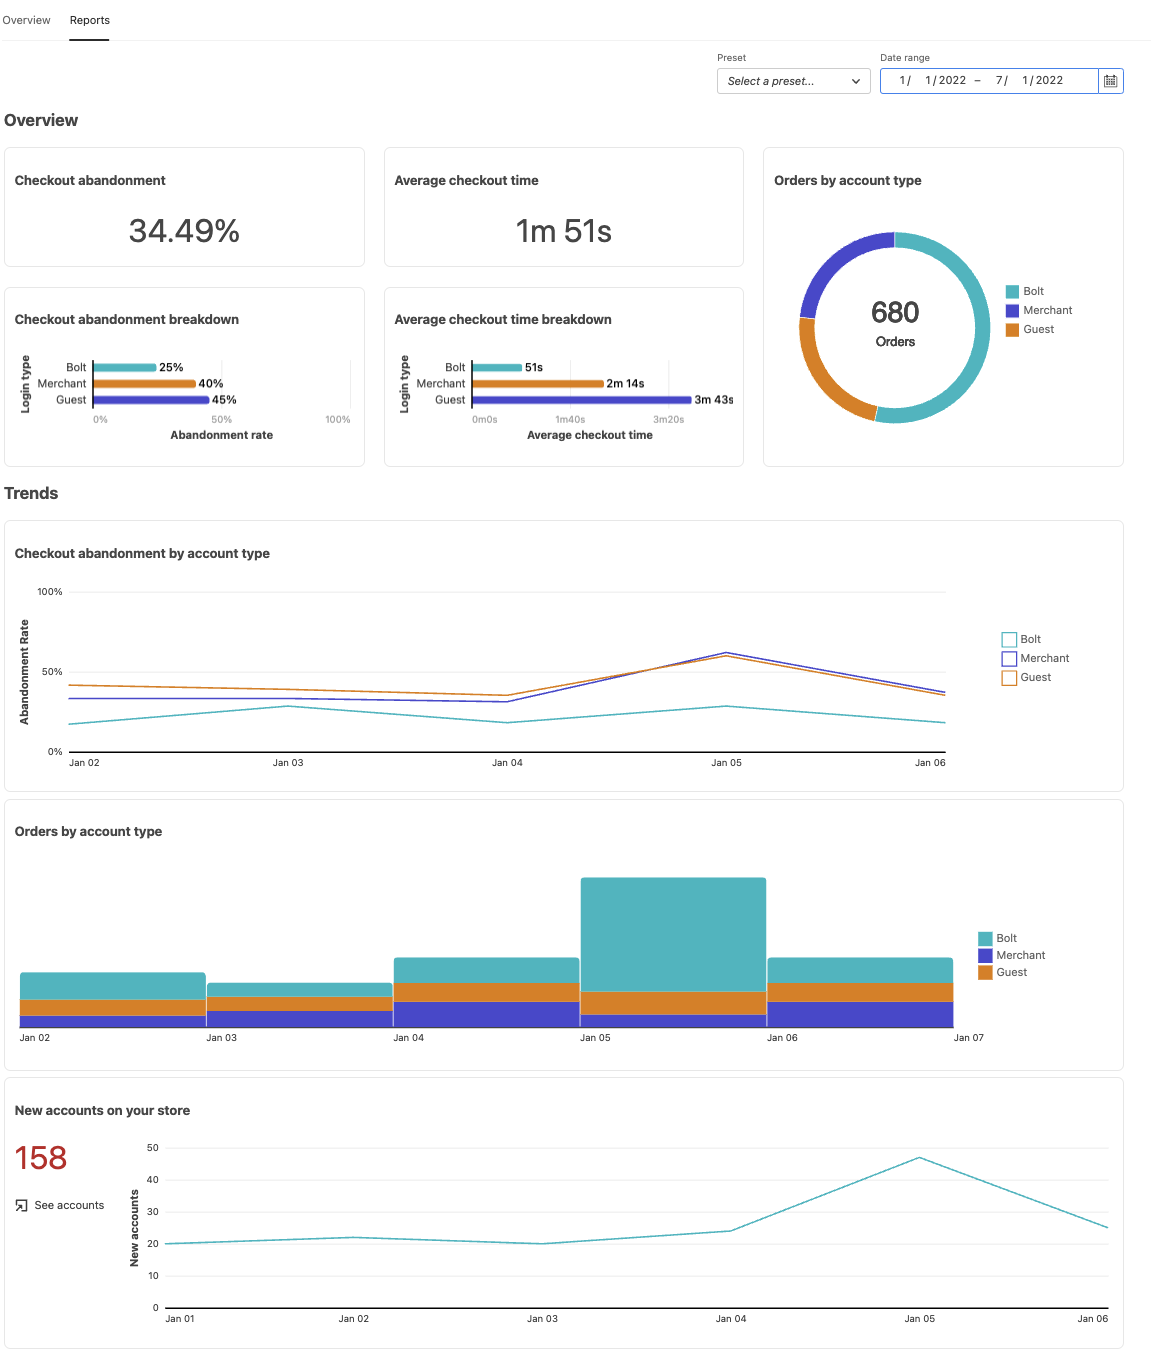 Overview Reports
Preset Date range
Select a preset... 1/ 1/2022 – 7/ 1/2022
Overview
Checkout abandonment
34.49%
Average checkout time
1m 51s
Orders by account type
680
Orders
Bolt
Merchant
Guest
Checkout abandonment breakdown
Login type
Bolt 25%
Merchant 40%
Guest 45%
0% 50% 100%
Abandonment rate
Average checkout time breakdown
Login type
Bolt 51s
Merchant 2m 14s
Guest 3m 43s
0m0s 1m40s 3m20s
Average checkout time
Trends
Checkout abandonment by account type
Abandonment Rate
100%
50%
0%
Jan 02 Jan 03 Jan 04 Jan 05 Jan 06
Bolt
Merchant
Guest
Orders by account type
Bolt
Merchant
Guest
Jan 02 Jan 03 Jan 04 Jan 05 Jan 06 Jan 07
New accounts on your store
158
See accounts
New accounts
50
40
30
20
10
0
Jan 01 Jan 02 Jan 03 Jan 04 Jan 05 Jan 06